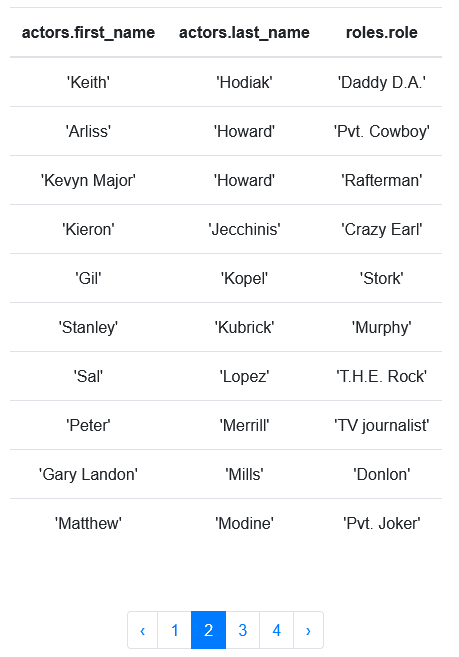 actors.first_name actors.last_name roles.role
'Keith' 'Hodiak' 'Daddy D.A.'
'Arliss' 'Howard' 'Pvt. Cowboy'
'Kevyn Major' 'Howard' 'Rafterman'
'Kieron' 'Jecchinis' 'Crazy Earl'
'Gil' 'Kopel' 'Stork'
'Stanley' 'Kubrick' 'Murphy'
'Sal' 'Lopez' 'T.H.E. Rock'
'Peter' 'Merrill' 'TV journalist'
'Gary Landon' 'Mills' 'Donlon'
'Matthew' 'Modine' 'Pvt. Joker'
‹ 1 2 3 4 ›